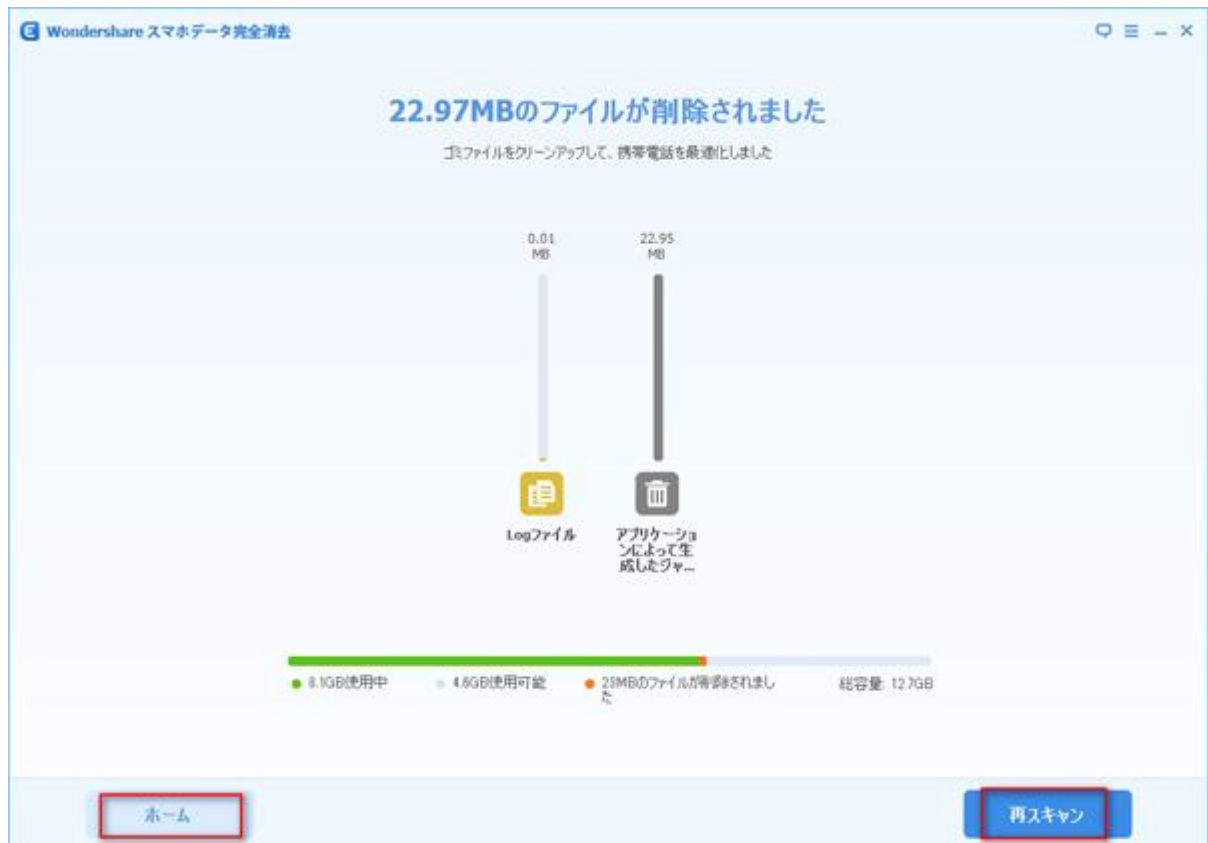 Wondershare スマホデータ完全消去
22.97MBのファイルが削除されました
ゴミファイルをクリーンアップして、携帯電話を最適化しました
0.01
MB
22.95
MB
Logファイル
アプリケーショ
ンによって生
成したジャ...
8.1GB使用中
4.6GB使用可能
23MBのファイルが削除されまし
た
総容量: 12.7GB
ホーム
再スキャン